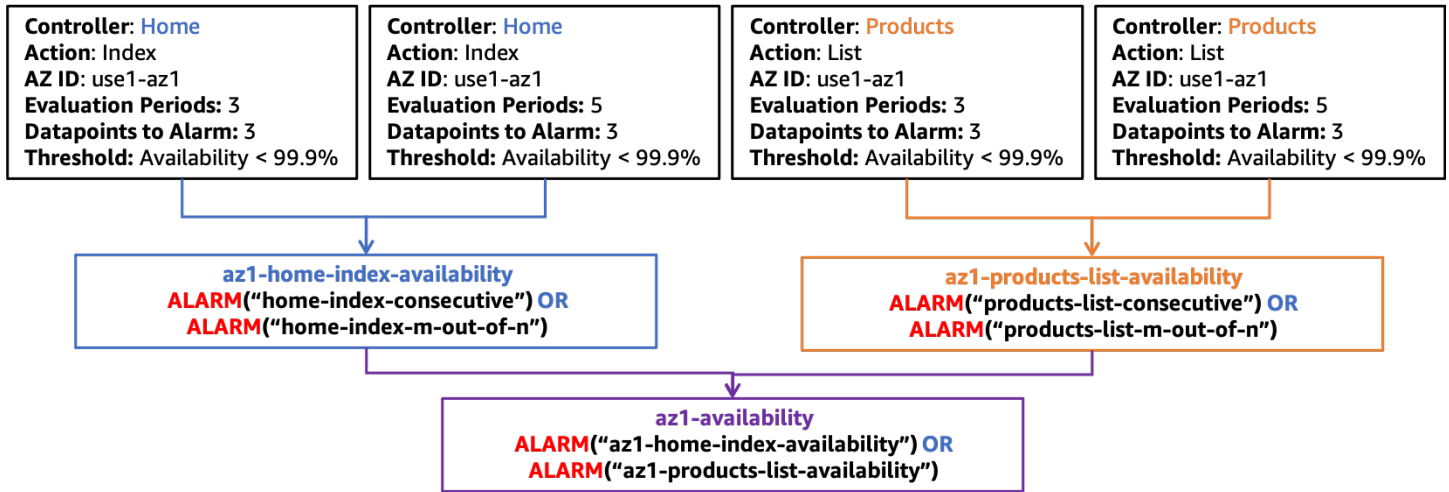 Controller: Home
Action: Index
AZ ID: use1-az1
Evaluation Periods: 3
Datapoints to Alarm: 3
Threshold: Availability < 99.9%
Controller: Home
Action: Index
AZ ID: use1-az1
Evaluation Periods: 5
Datapoints to Alarm: 3
Threshold: Availability < 99.9%
Controller: Products
Action: List
AZ ID: use1-az1
Evaluation Periods: 3
Datapoints to Alarm: 3
Threshold: Availability < 99.9%
Controller: Products
Action: List
AZ ID: use1-az1
Evaluation Periods: 5
Datapoints to Alarm: 3
Threshold: Availability < 99.9%
az1-home-index-availability
ALARM(“home-index-consecutive”) OR
ALARM(“home-index-m-out-of-n”)
az1-products-list-availability
ALARM(“products-list-consecutive”) OR
ALARM(“products-list-m-out-of-n”)
az1-availability
ALARM(“az1-home-index-availability”) OR
ALARM(“az1-products-list-availability”)